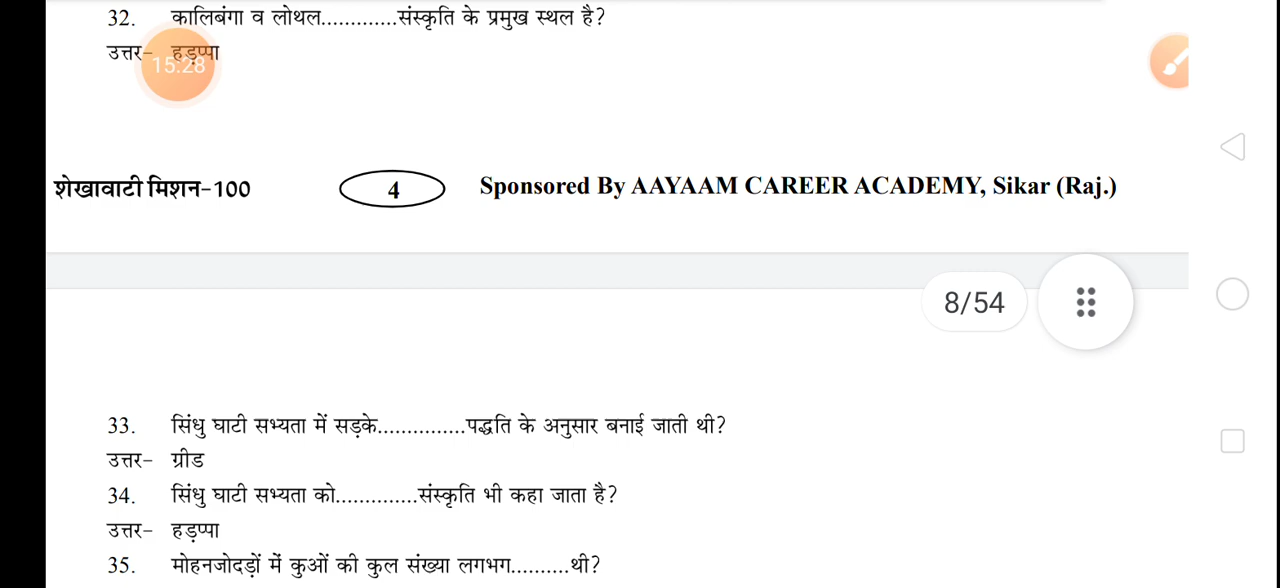 32. कालिबंगा व लोथल.............संस्कृति के प्रमुख स्थल है?
उत्तर- हड़प्पा
15:28
शेखावाटी मिशन-100 4 Sponsored By AAYAAM CAREER ACADEMY, Sikar (Raj.)
8/54
33. सिंधु घाटी सभ्यता में सड़के...............पद्धति के अनुसार बनाई जाती थी?
उत्तर- ग्रीड
34. सिंधु घाटी सभ्यता को..............संस्कृति भी कहा जाता है?
उत्तर- हड़प्पा
35. मोहनजोदड़ों में कुओं की कुल संख्या लगभग..........थी?